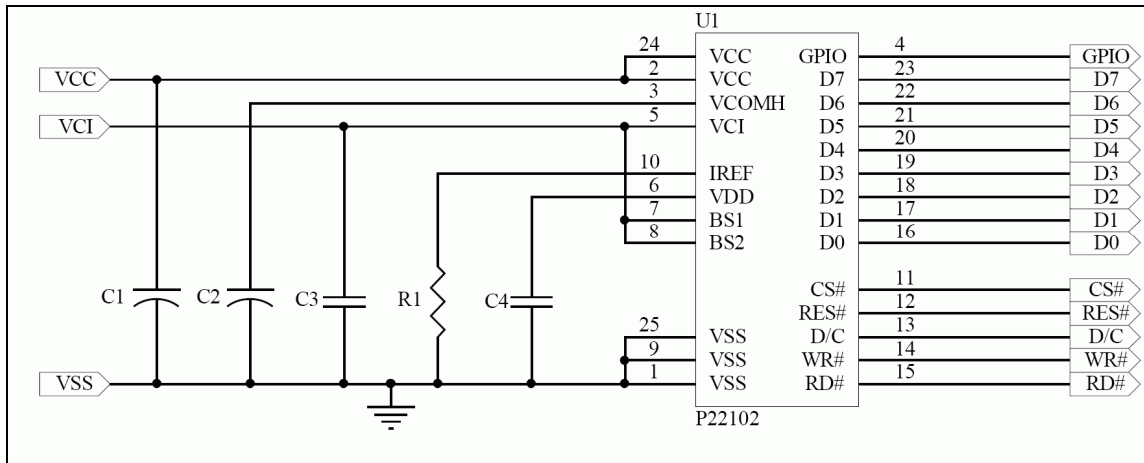 U1
24 VCC GPIO 4 GPIO
VCC 2 VCC D7 23 D7
3 VCOMH D6 22 D6
VCI 5 VCI D5 21 D5
D4 20 D4
10 IREF D3 19 D3
6 VDD D2 18 D2
7 BS1 D1 17 D1
8 BS2 D0 16 D0
C1 C2 C3 R1 C4 CS# 11 CS#
RES# 12 RES#
25 VSS D/C 13 D/C
9 VSS WR# 14 WR#
VSS 1 VSS RD# 15 RD#
P22102